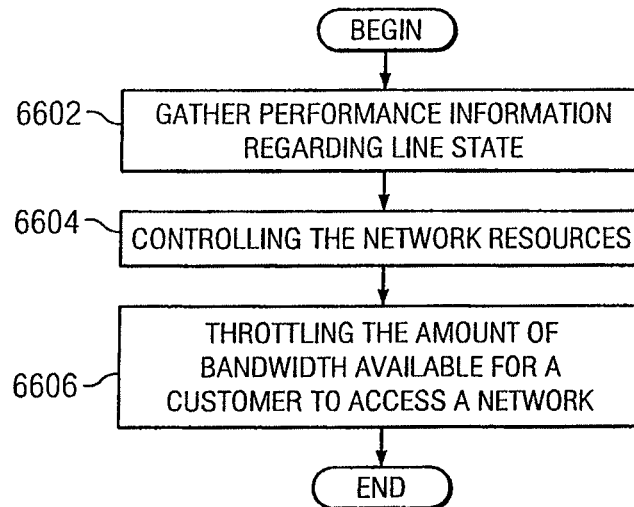 BEGIN
6602
GATHER PERFORMANCE INFORMATION
REGARDING LINE STATE
6604
CONTROLLING THE NETWORK RESOURCES
THROTTLING THE AMOUNT OF
BANDWIDTH AVAILABLE FOR A
6606
CUSTOMER TO ACCESS A NETWORK
END